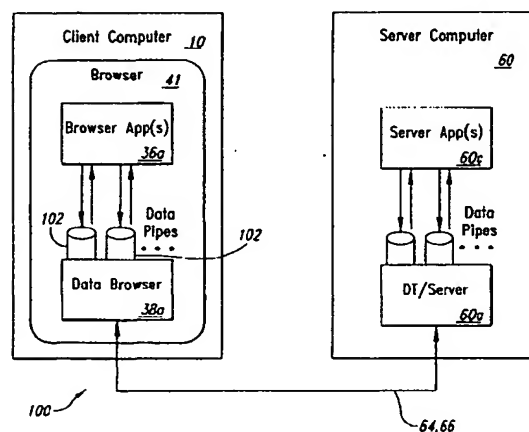 Client Computer
10
Browser
41
Browser App(s)
36a
102
Data
Pipes
102
Data Browser
38a
100
Server Computer
60
Server App(s)
60c
Data
Pipes
DT/Server
60a
64,66